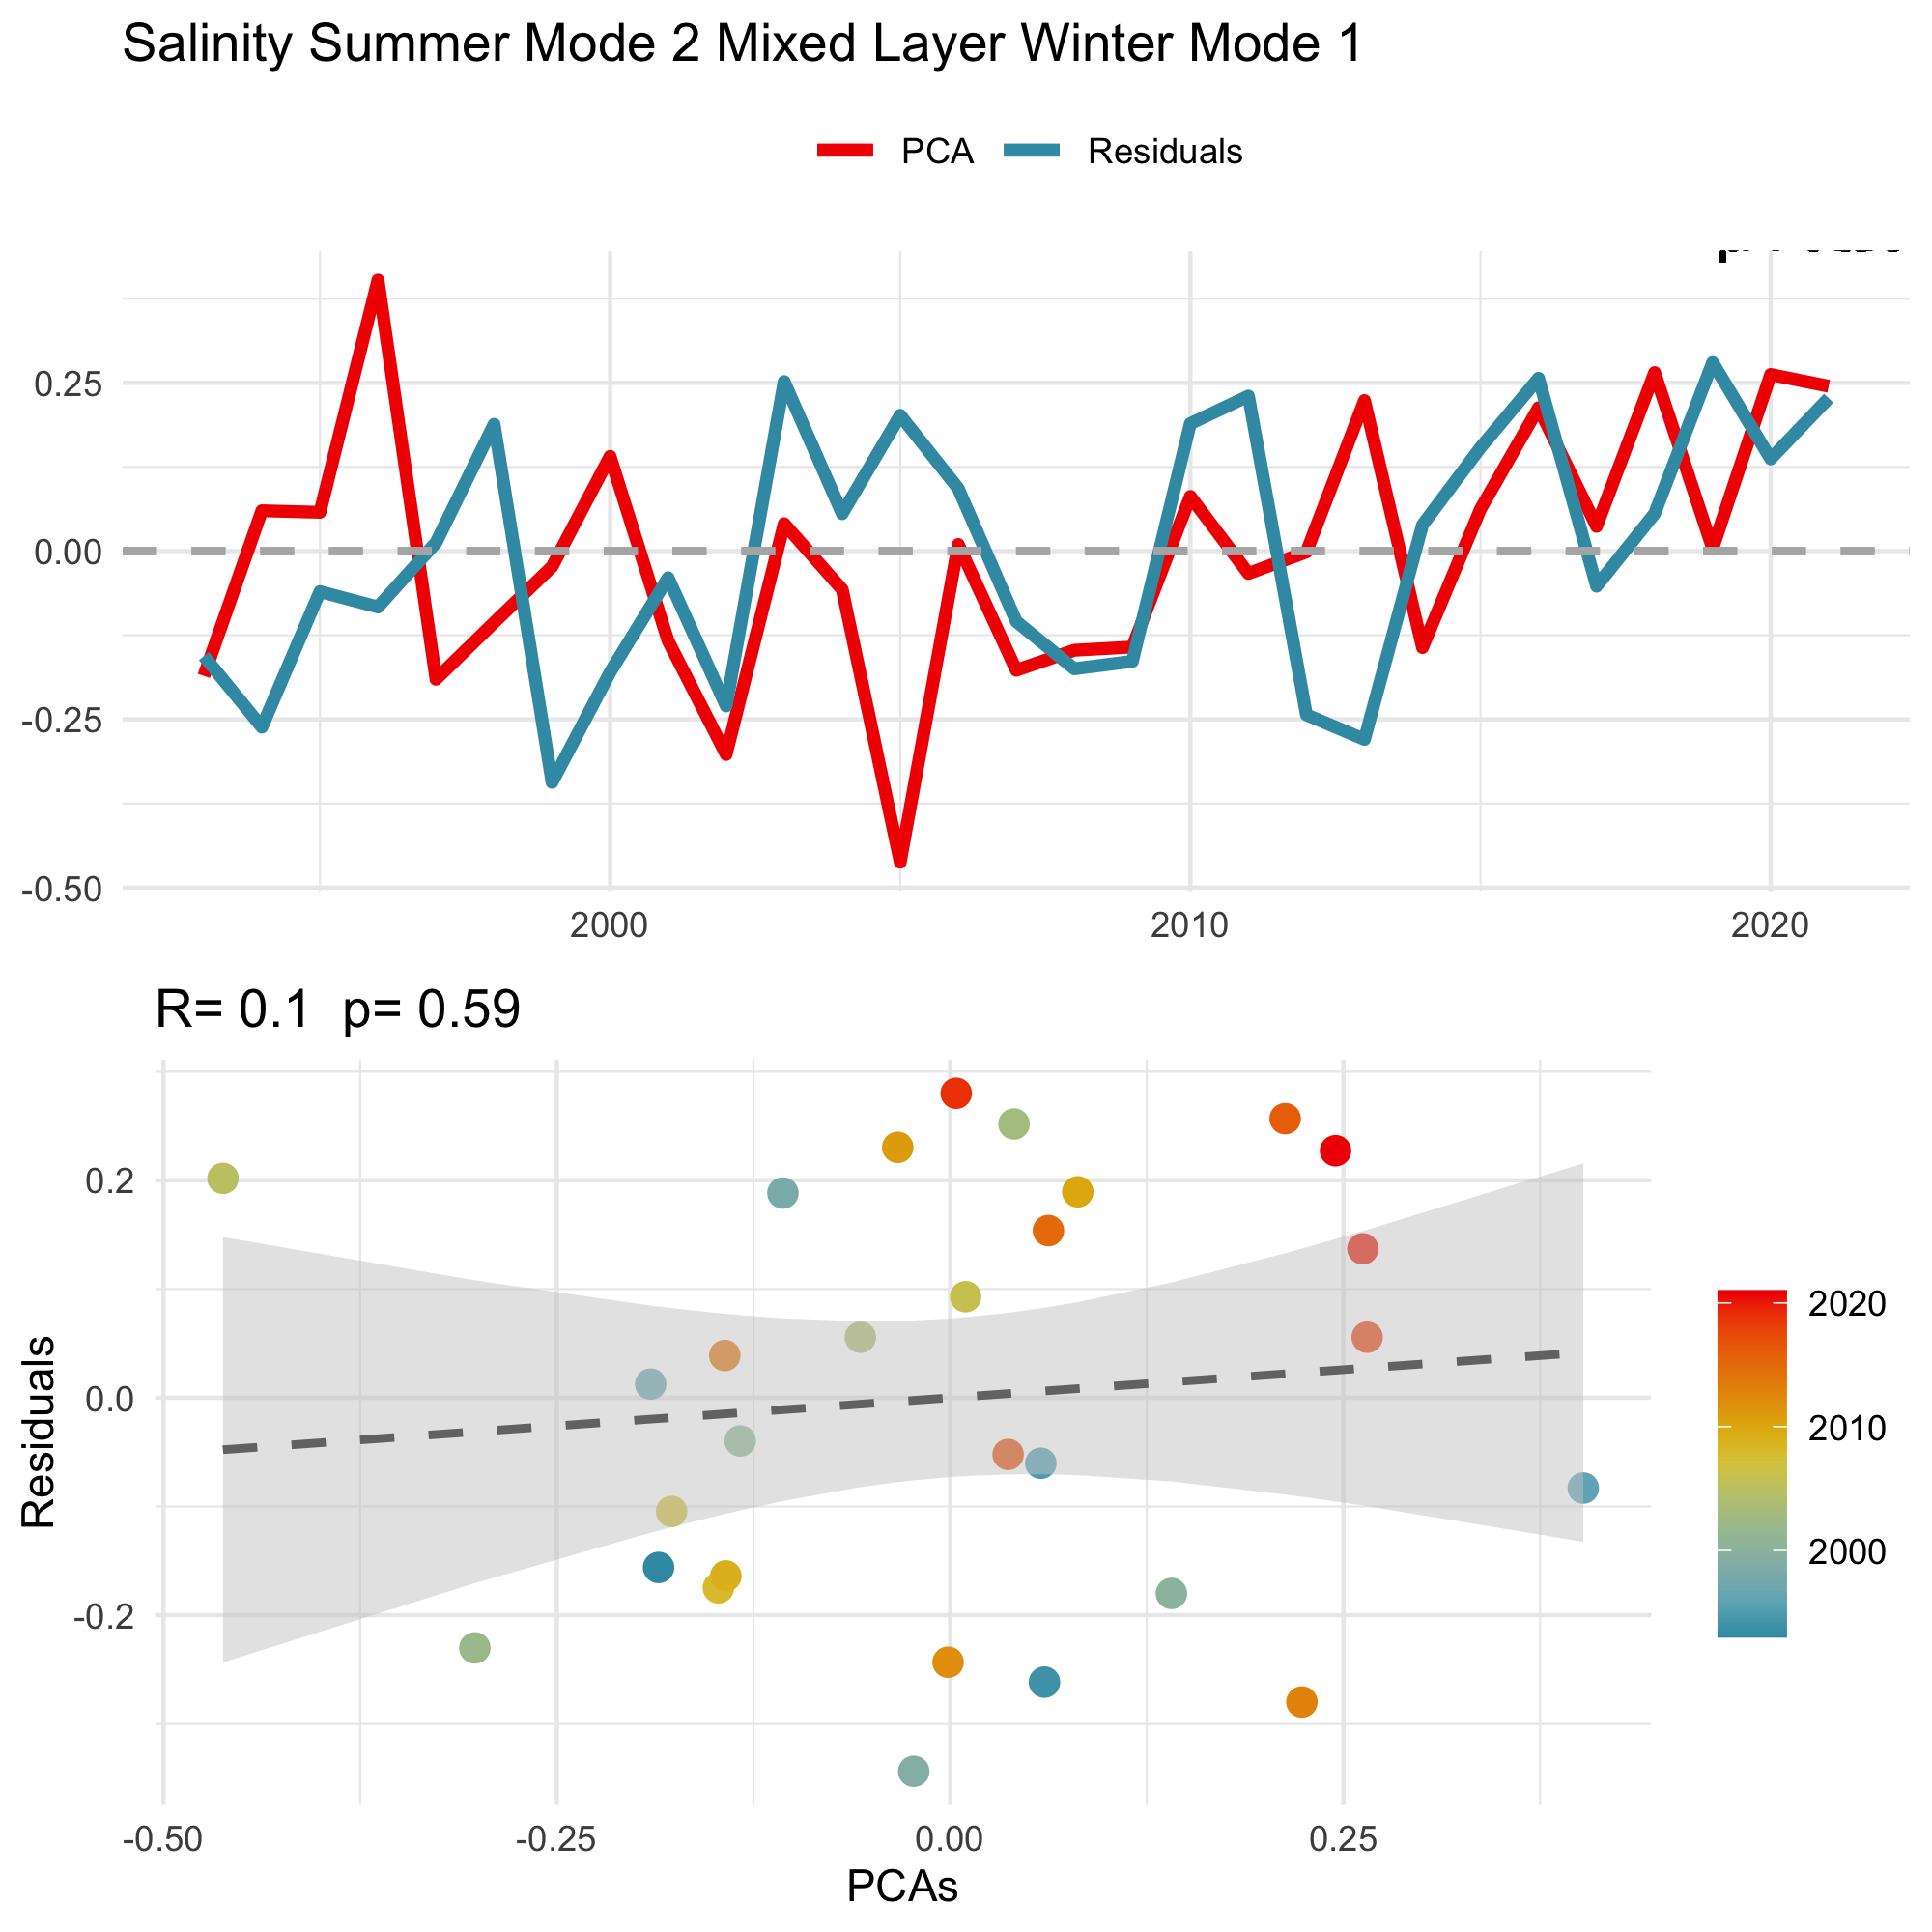 Salinity Summer Mode 2 Mixed Layer Winter Mode 1
PCA Residuals
0.25
0.00
-0.25
-0.50
2000 2010 2020
R= 0.1 p= 0.59
Residuals
0.2
0.0
-0.2
-0.50 -0.25 0.00 0.25
PCAs
2020
2010
2000